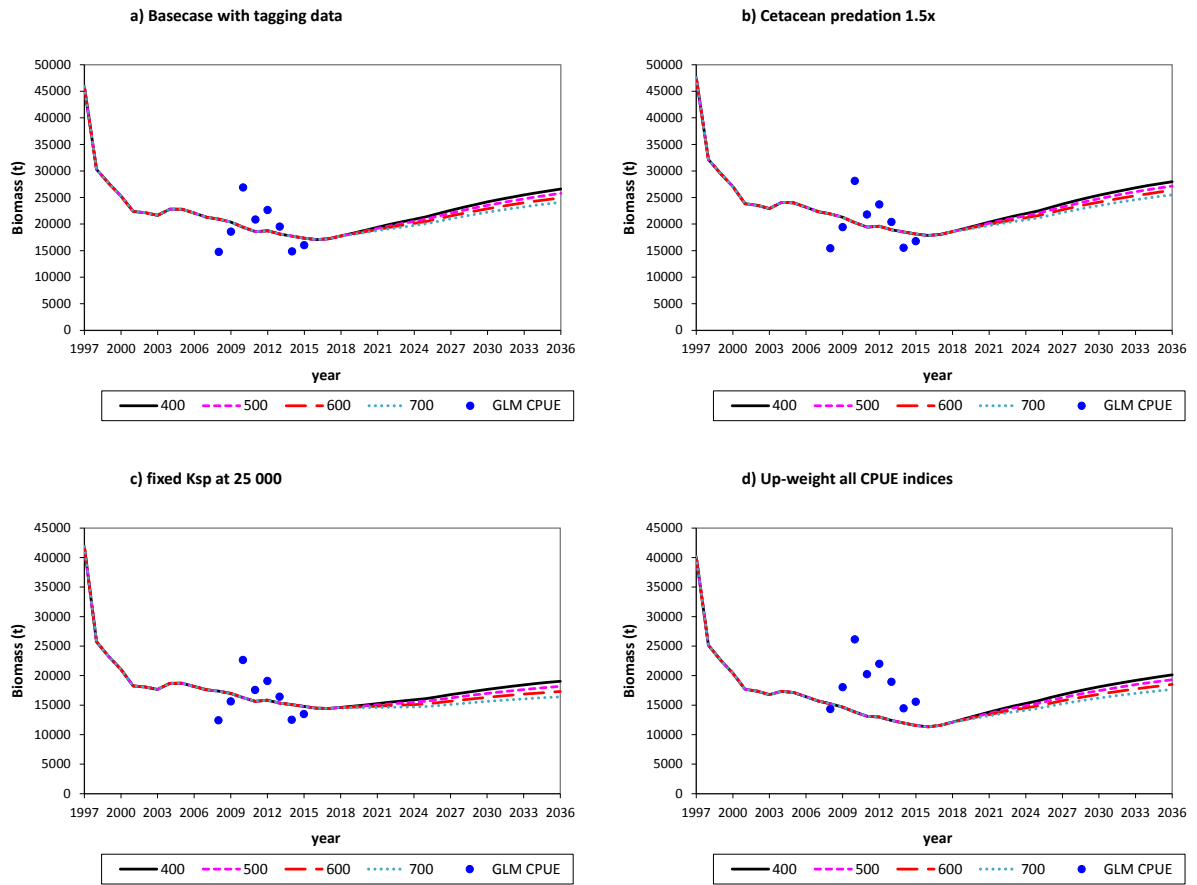 a) Basecase with tagging data
50000
45000
40000
35000
30000
25000
20000
15000
10000
5000
0
Biomass (t)
1997 2000 2003 2006 2009 2012 2015 2018 2021 2024 2027 2030 2033 2036
year
400 500 600 700 GLM CPUE
b) Cetacean predation 1.5x
50000
45000
40000
35000
30000
25000
20000
15000
10000
5000
0
Biomass (t)
1997 2000 2003 2006 2009 2012 2015 2018 2021 2024 2027 2030 2033 2036
year
400 500 600 700 GLM CPUE
c) fixed Ksp at 25 000
45000
40000
35000
30000
25000
20000
15000
10000
5000
0
Biomass (t)
1997 2000 2003 2006 2009 2012 2015 2018 2021 2024 2027 2030 2033 2036
year
400 500 600 700 GLM CPUE
d) Up-weight all CPUE indices
45000
40000
35000
30000
25000
20000
15000
10000
5000
0
Biomass (t)
1997 2000 2003 2006 2009 2012 2015 2018 2021 2024 2027 2030 2033 2036
year
400 500 600 700 GLM CPUE